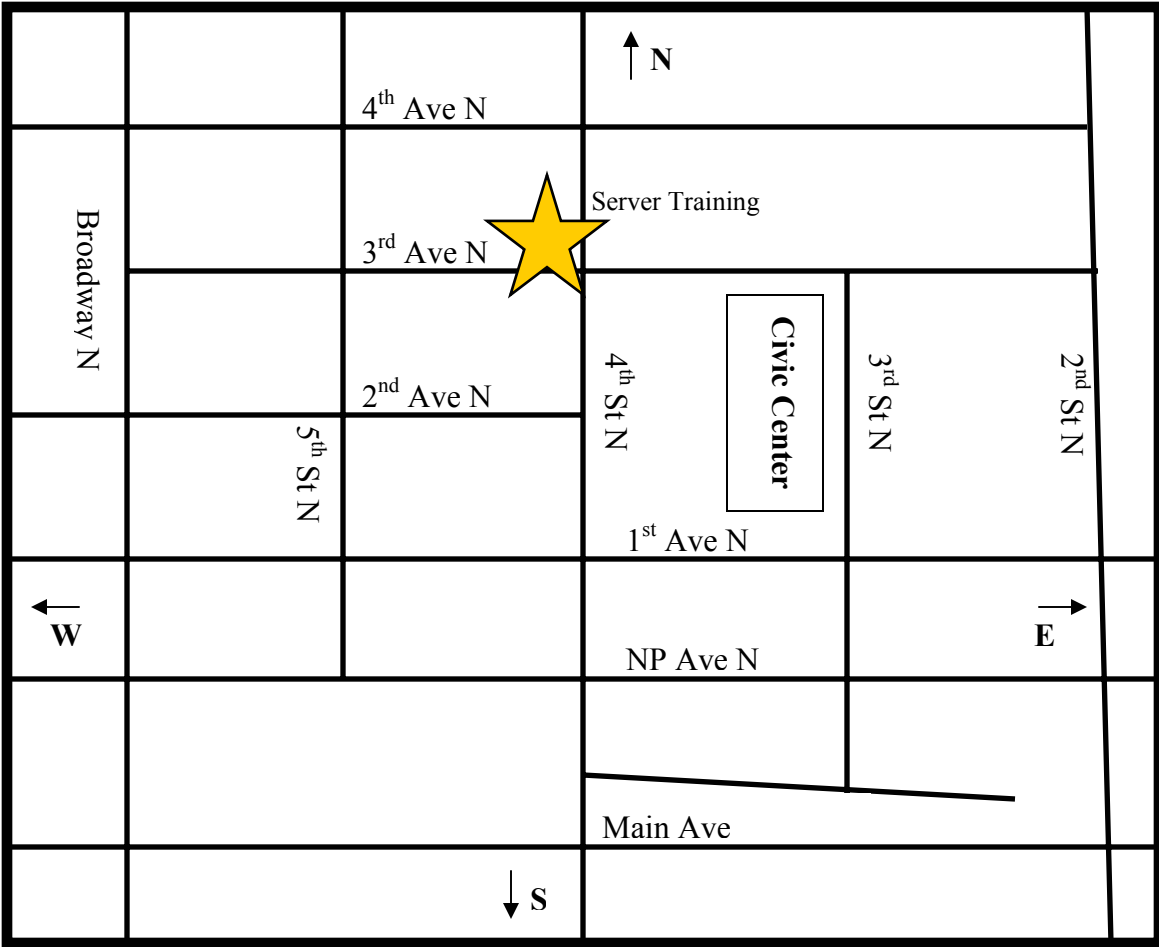 N
4th Ave N
Server Training
3rd Ave N
Broadway N
2nd Ave N
4th St N
Civic Center
3rd St N
2nd St N
5th St N
1st Ave N
W
E
NP Ave N
Main Ave
S